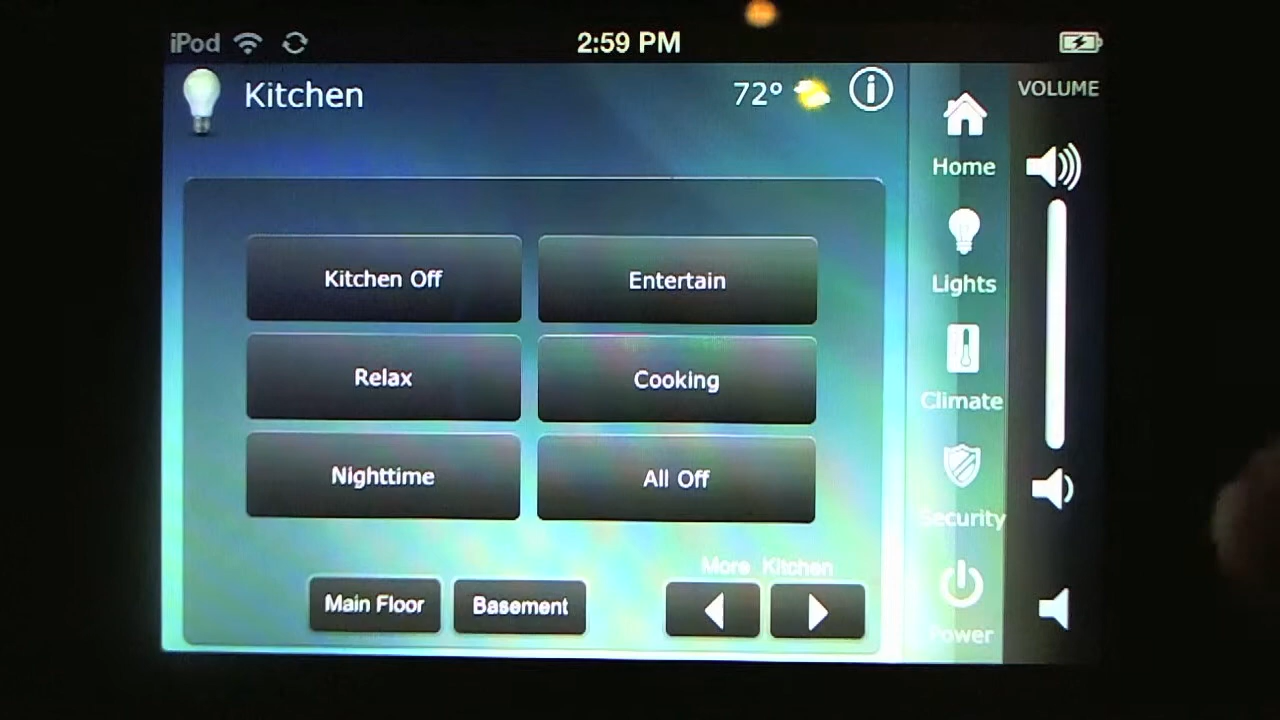 iPod
2:59 PM
Kitchen
72°
VOLUME
Home
Kitchen Off
Entertain
Lights
Relax
Cooking
Climate
Nighttime
All Off
Security
More Kitchen
Main Floor
Basement
Power